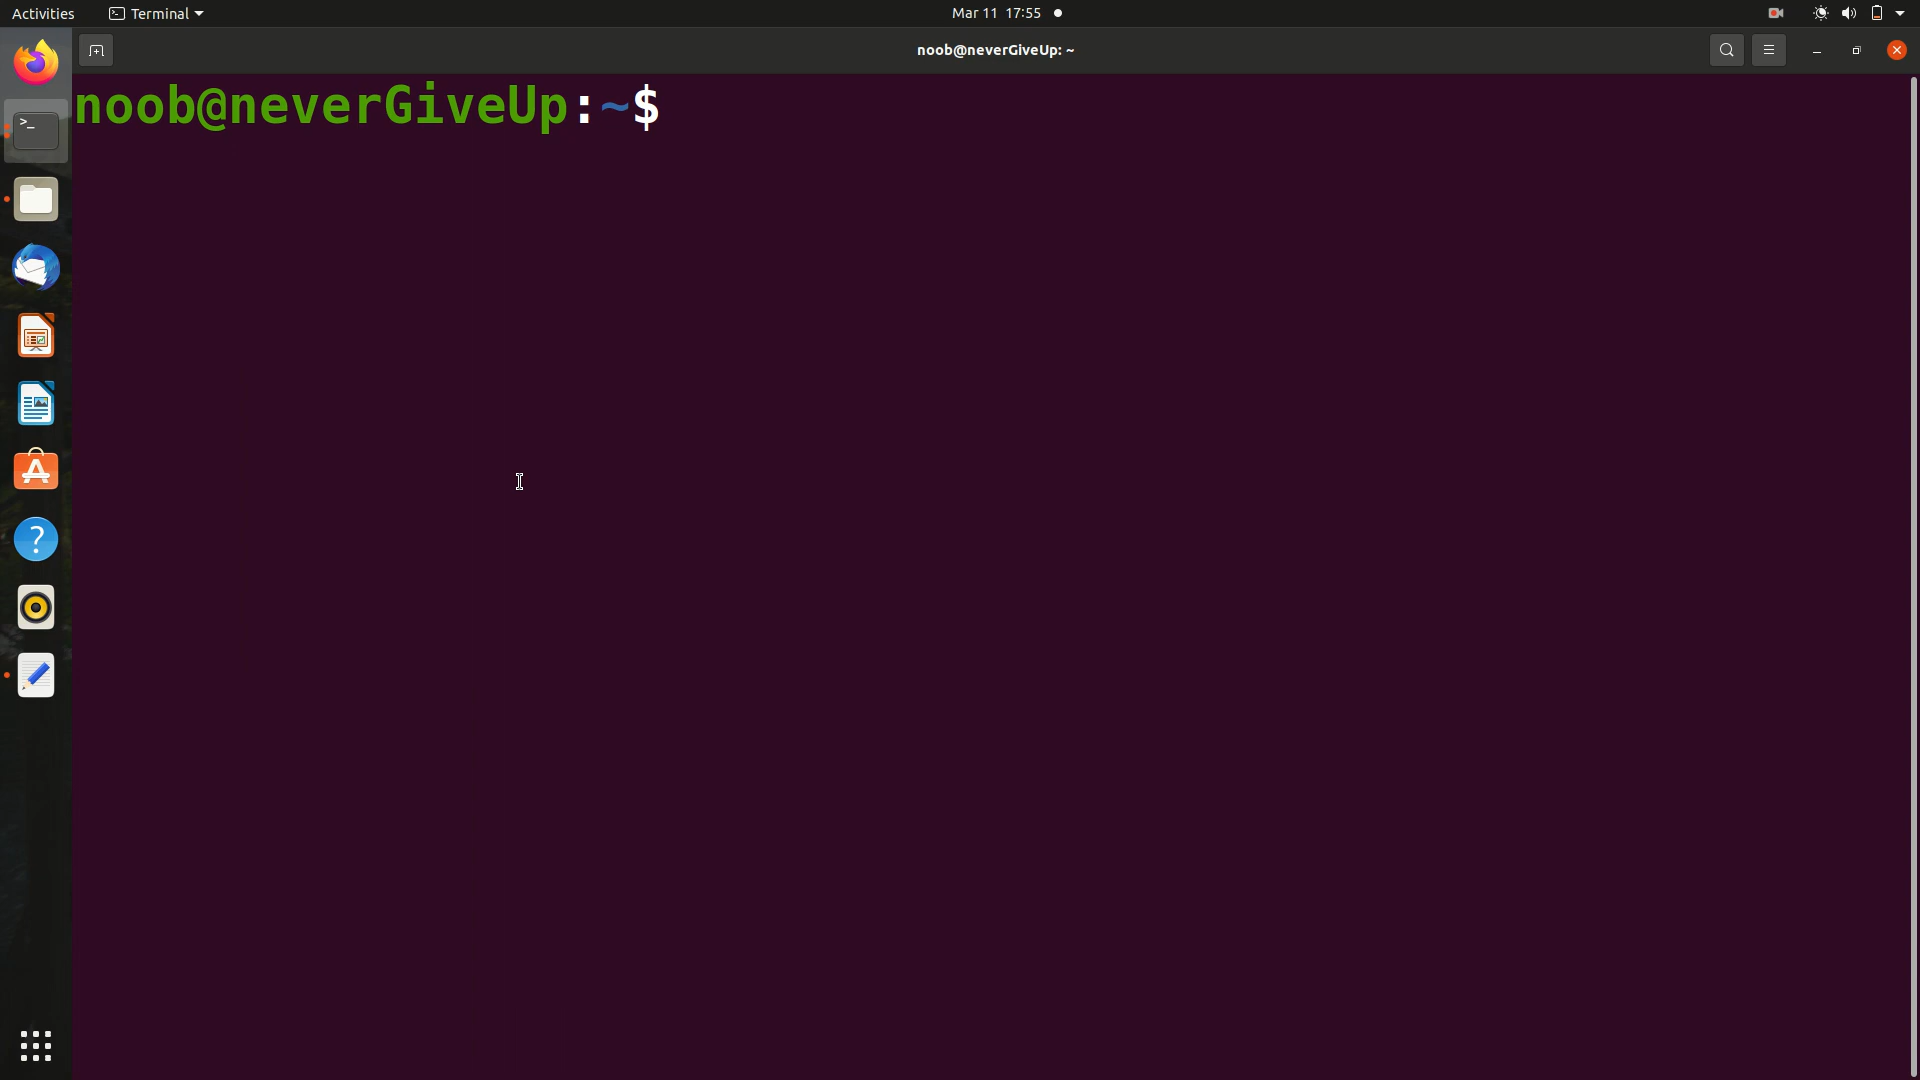 Activities Terminal Mar 11 17:55
noob@neverGiveUp: ~
noob@neverGiveUp:~$